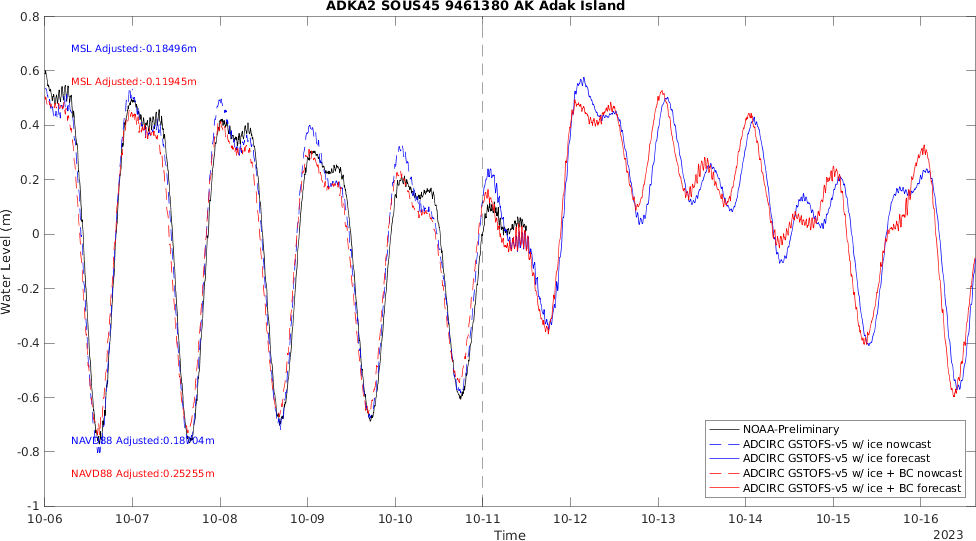 ADKA2 SOUS45 9461380 AK Adak Island
0.8
0.6
0.4
0.2
0
-0.2
-0.4
-0.6
-0.8
-1
Water Level (m)
MSL Adjusted:-0.18496m
MSL Adjusted:-0.11945m
NAVD88 Adjusted:0.18704m
NAVD88 Adjusted:0.25255m
NOAA-Preliminary
ADCIRC GSTOFS-v5 w/ ice nowcast
ADCIRC GSTOFS-v5 w/ ice forecast
ADCIRC GSTOFS-v5 w/ ice + BC nowcast
ADCIRC GSTOFS-v5 w/ ice + BC forecast
10-06 10-07 10-08 10-09 10-10 10-11 10-12 10-13 10-14 10-15 10-16
Time
2023